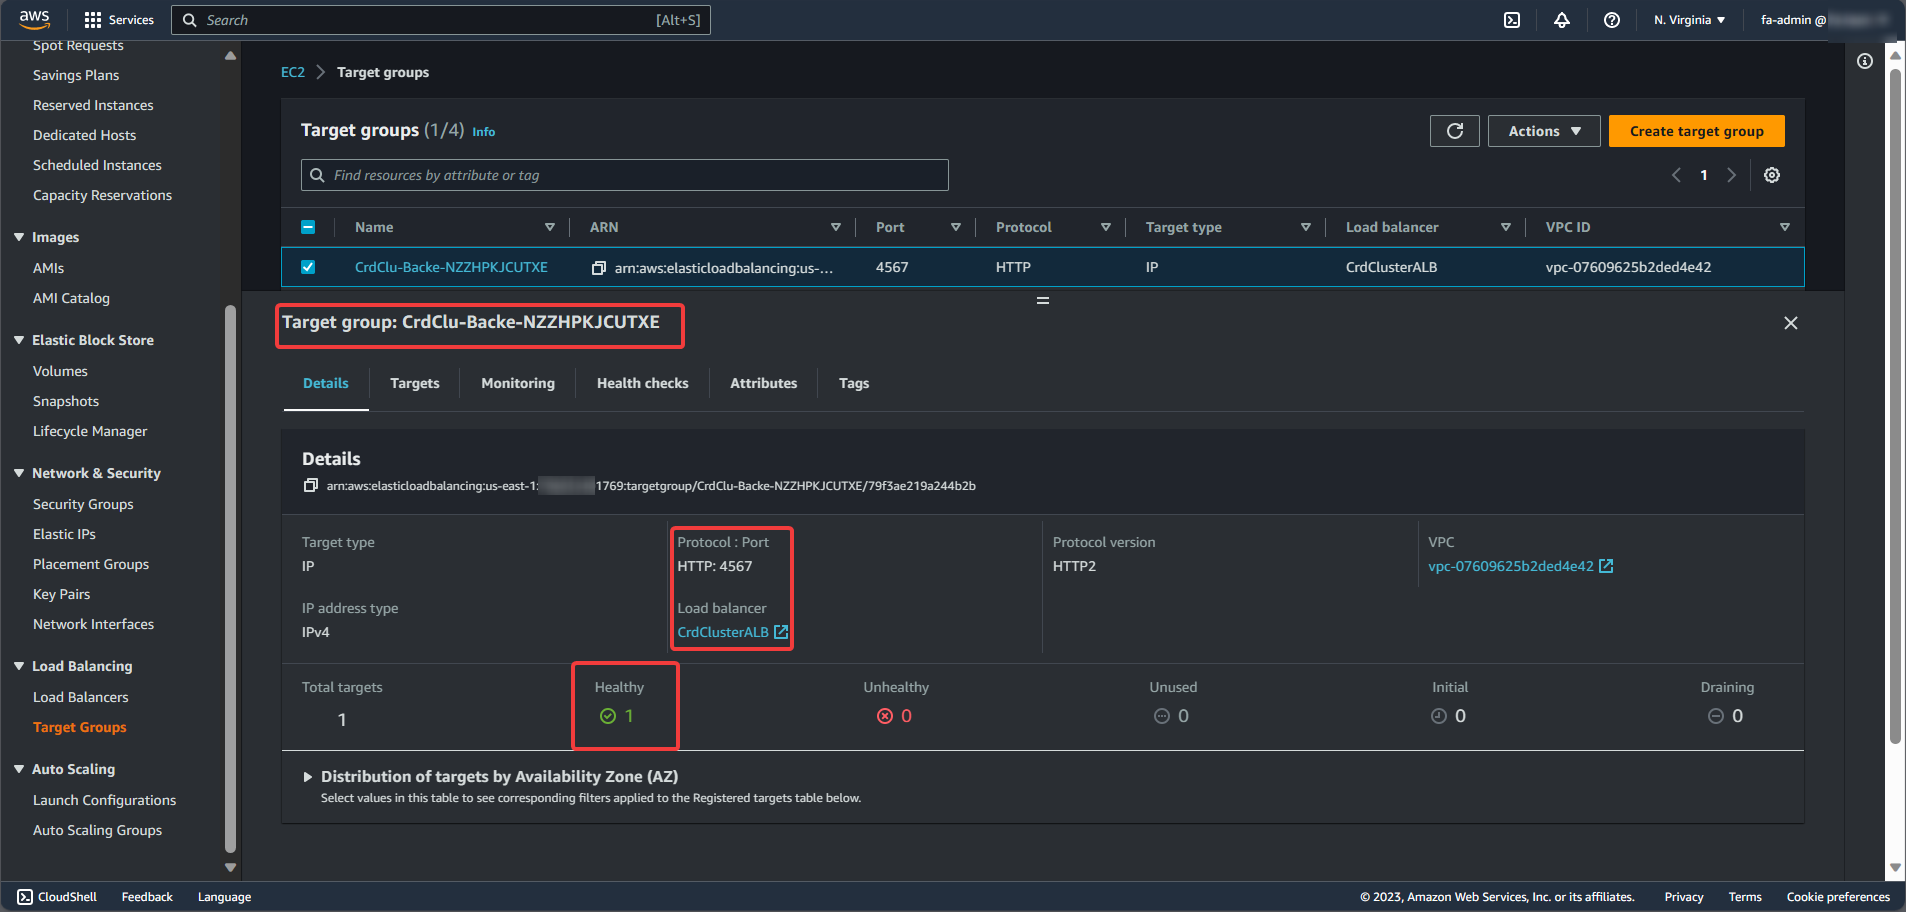 aws
Services
Search
[Alt+S]
N. Virginia
fa-admin @
Spot Requests
Savings Plans
Reserved Instances
Dedicated Hosts
Scheduled Instances
Capacity Reservations
Images
AMIs
AMI Catalog
Elastic Block Store
Volumes
Snapshots
Lifecycle Manager
Network & Security
Security Groups
Elastic IPs
Placement Groups
Key Pairs
Network Interfaces
Load Balancing
Load Balancers
Target Groups
Auto Scaling
Launch Configurations
Auto Scaling Groups
EC2 Target groups
Target groups (1/4) Info
Actions
Create target group
Find resources by attribute or tag
1
Name ARN Port Protocol Target type Load balancer VPC ID
CrdClu-Backe-NZZHPKJCUTXE arn:aws:elasticloadbalancing:us-... 4567 HTTP IP CrdClusterALB vpc-07609625b2ded4e42
Target group: CrdClu-Backe-NZZHPKJCUTXE
Details Targets Monitoring Health checks Attributes Tags
Details
arn:aws:elasticloadbalancing:us-east-1: 1769:targetgroup/CrdClu-Backe-NZZHPKJCUTXE/79f3ae219a244b2b
Target type
IP
Protocol : Port
HTTP: 4567
Protocol version
HTTP2
VPC
vpc-07609625b2ded4e42
IP address type
IPv4
Load balancer
CrdClusterALB
Total targets
1
Healthy
1
Unhealthy
0
Unused
0
Initial
0
Draining
0
Distribution of targets by Availability Zone (AZ)
Select values in this table to see corresponding filters applied to the Registered targets table below.
CloudShell Feedback Language
© 2023, Amazon Web Services, Inc. or its affiliates. Privacy Terms Cookie preferences